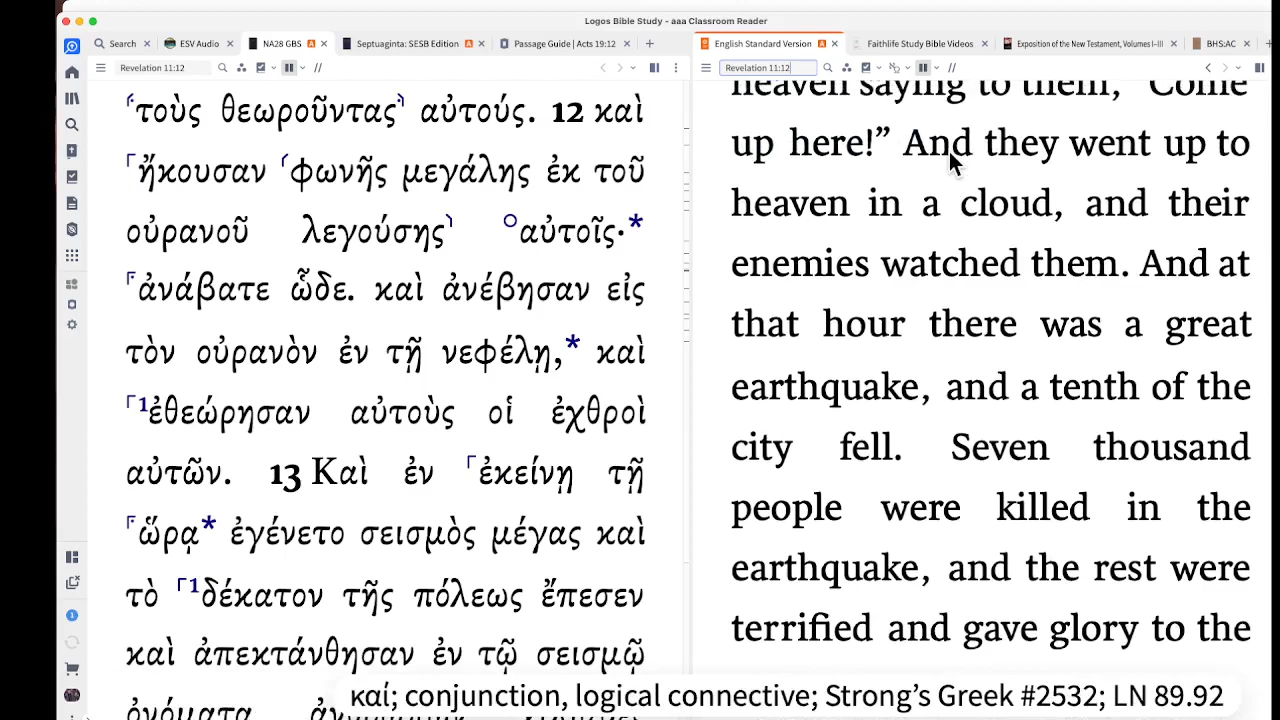 Logos Bible Study - aaa Classroom Reader
Search
ESV Audio
NA28 GBS
Septuaginta: SESB Edition
Passage Guide | Acts 19:12
English Standard Version
Faithlife Study Bible Videos
Exposition of the New Testament, Volumes I–III
BHS:AC
Revelation 11:12
Revelation 11:12
⸂τοὺς θεωροῦντας⸃ αὐτούς. 12 καὶ
⸀ἤκουσαν ⸂φωνῆς μεγάλης ἐκ τοῦ
οὐρανοῦ λεγούσης⸃ ⸰αὐτοῖς·*
⸁ἀνάβατε ὧδε. καὶ ἀνέβησαν εἰς
τὸν οὐρανὸν ἐν τῇ νεφέλῃ,* καὶ
⸀1ἐθεώρησαν αὐτοὺς οἱ ἐχθροὶ
αὐτῶν. 13 Καὶ ἐν ⸀ἐκείνῃ τῇ
⸁ὥρᾳ* ἐγένετο σεισμὸς μέγας καὶ
τὸ ⸀1δέκατον τῆς πόλεως ἔπεσεν
καὶ ἀπεκτάνθησαν ἐν τῷ σεισμῷ
ὀνόματα
heaven saying to them, “Come
up here!” And they went up to
heaven in a cloud, and their
enemies watched them. And at
that hour there was a great
earthquake, and a tenth of the
city fell. Seven thousand
people were killed in the
earthquake, and the rest were
terrified and gave glory to the
καί; conjunction, logical connective; Strong’s Greek #2532; LN 89.92